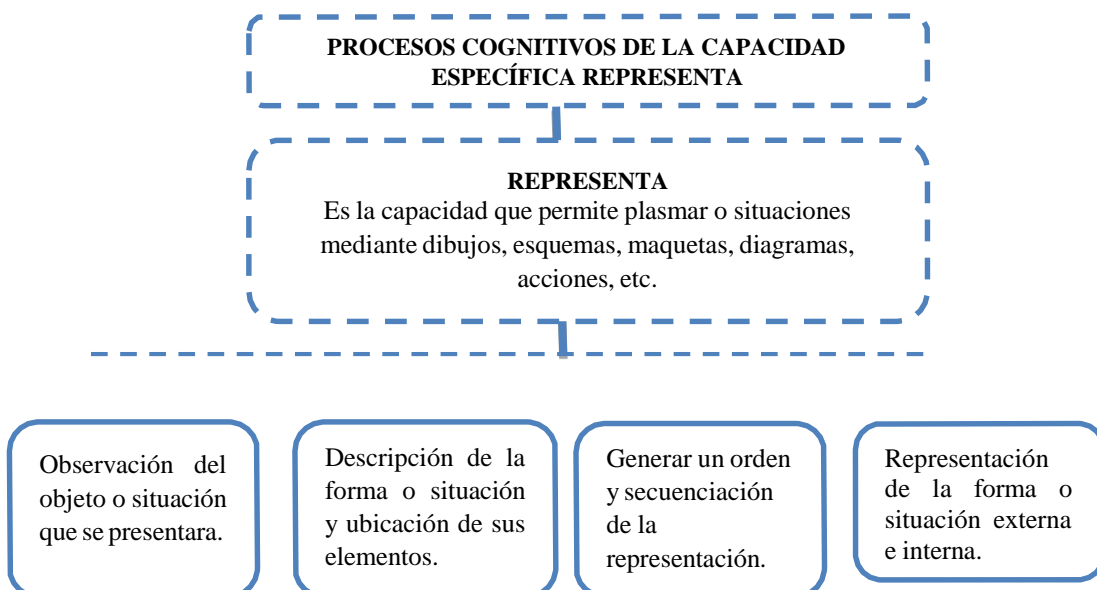 PROCESOS COGNITIVOS DE LA CAPACIDAD
ESPECÍFICA REPRESENTA
REPRESENTA
Es la capacidad que permite plasmar o situaciones
mediante dibujos, esquemas, maquetas, diagramas,
acciones, etc.
Observación del
objeto o situación
que se presentara.
Descripción de la
forma o situación
y ubicación de sus
elementos.
Generar un orden
y secuenciación
de la
representación.
Representación
de la forma o
situación externa
e interna.